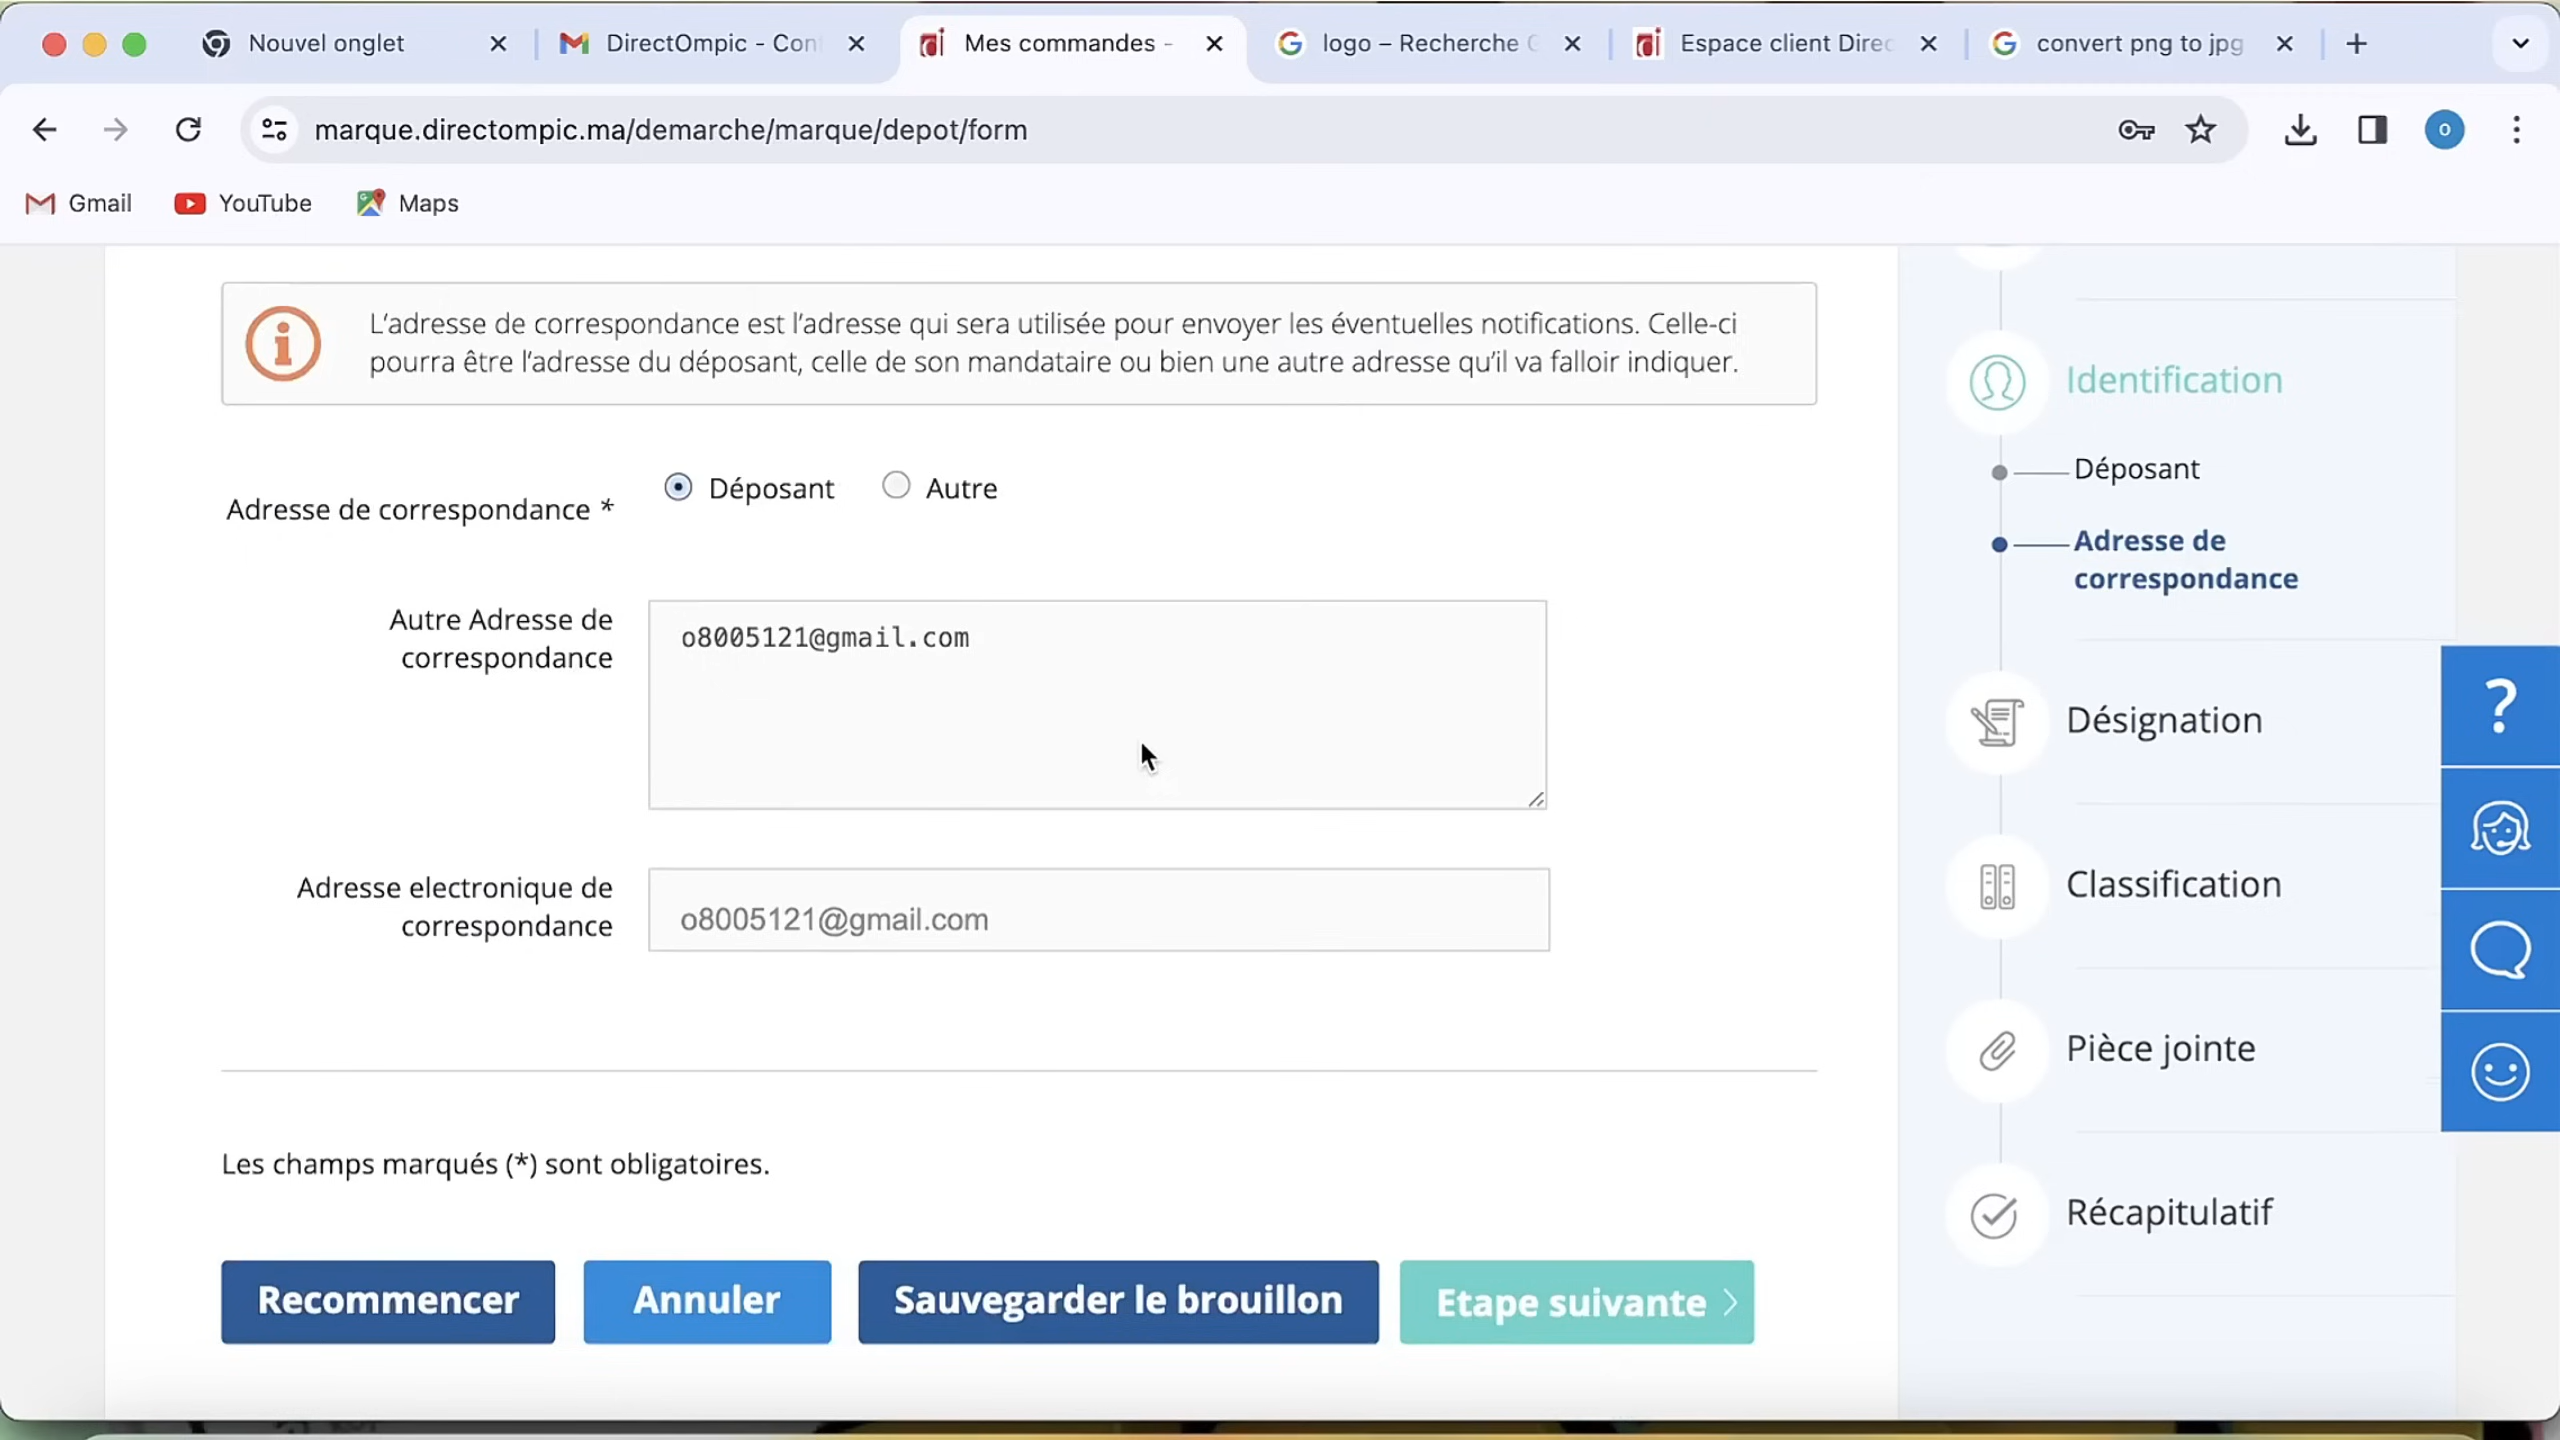 Nouvel onglet
DirectOmpic - Con
Mes commandes -
logo – Recherche G
Espace client Direc
convert png to jpg
marque.directompic.ma/demarche/marque/depot/form
o
Gmail
YouTube
Maps
L'adresse de correspondance est l'adresse qui sera utilisée pour envoyer les éventuelles notifications. Celle-ci
pourra être l'adresse du déposant, celle de son mandataire ou bien une autre adresse qu'il va falloir indiquer.
Adresse de correspondance *
Déposant
Autre
Autre Adresse de
correspondance
o8005121@gmail.com
Adresse electronique de
correspondance
o8005121@gmail.com
Les champs marqués (*) sont obligatoires.
Recommencer
Annuler
Sauvegarder le brouillon
Etape suivante >
Identification
Déposant
Adresse de
correspondance
Désignation
Classification
Pièce jointe
Récapitulatif
?